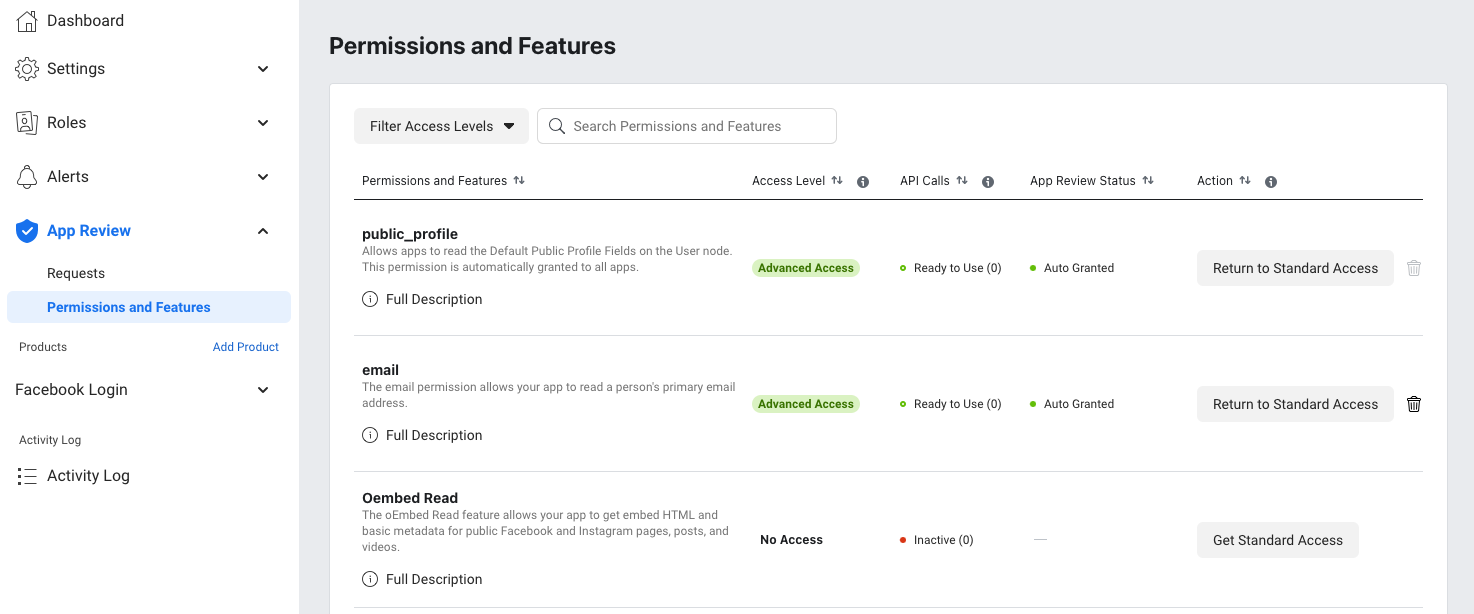 Dashboard
Settings
Roles
Alerts
App Review
Requests
Permissions and Features
Products
Add Product
Facebook Login
Activity Log
Activity Log
Permissions and Features
Filter Access Levels
Search Permissions and Features
Permissions and Features
Access Level
API Calls
App Review Status
Action
public_profile
Allows apps to read the Default Public Profile Fields on the User node.
This permission is automatically granted to all apps.
Full Description
Advanced Access
Ready to Use (0)
Auto Granted
Return to Standard Access
email
The email permission allows your app to read a person's primary email
address.
Full Description
Advanced Access
Ready to Use (0)
Auto Granted
Return to Standard Access
Oembed Read
The oEmbed Read feature allows your app to get embed HTML and
basic metadata for public Facebook and Instagram pages, posts, and
videos.
Full Description
No Access
Inactive (0)
—
Get Standard Access